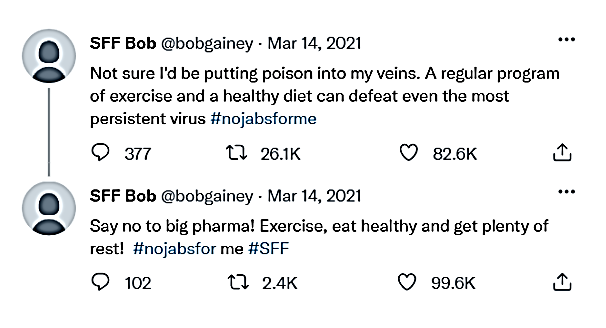 SFF Bob @bobgainey · Mar 14, 2021
Not sure I'd be putting poison into my veins. A regular program
of exercise and a healthy diet can defeat even the most
persistent virus #nojabsforme
377 26.1K 82.6K
SFF Bob @bobgainey · Mar 14, 2021
Say no to big pharma! Exercise, eat healthy and get plenty of
rest! #nojabsfor me #SFF
102 2.4K 99.6K